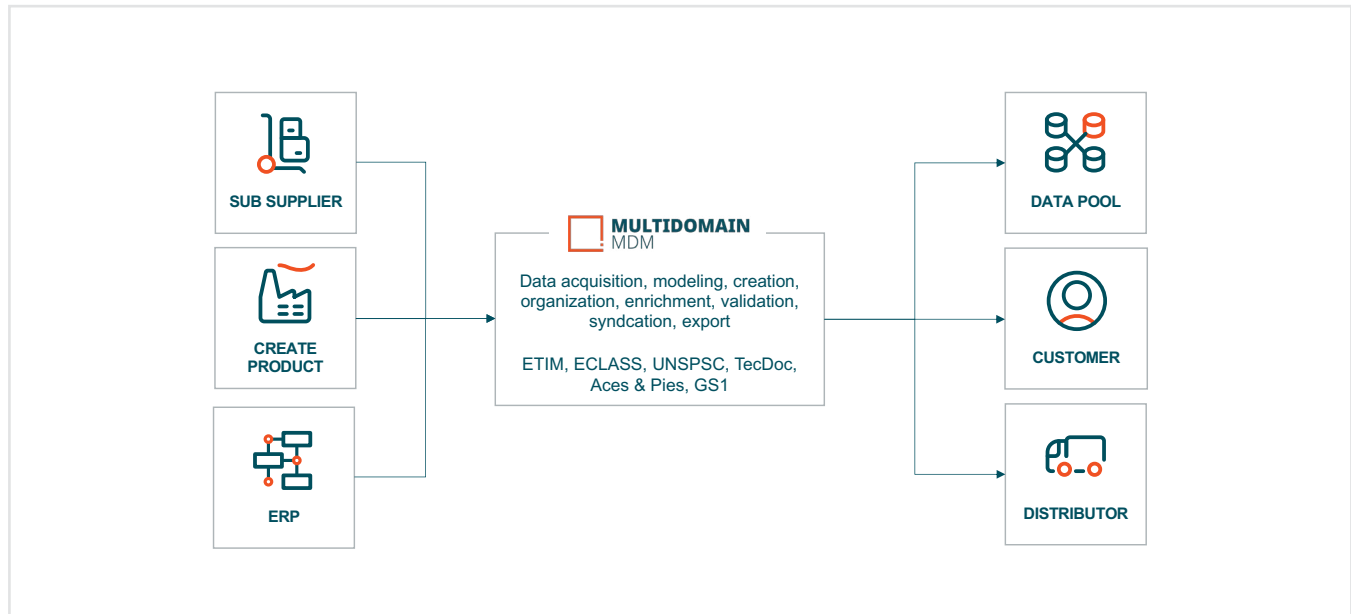 SUB SUPPLIER
CREATE
PRODUCT
ERP
MULTIDOMAIN
MDM
Data acquisition, modeling, creation,
organization, enrichment, validation,
syndcation, export
ETIM, ECLASS, UNSPSC, TecDoc,
Aces & Pies, GS1
DATA POOL
CUSTOMER
DISTRIBUTOR